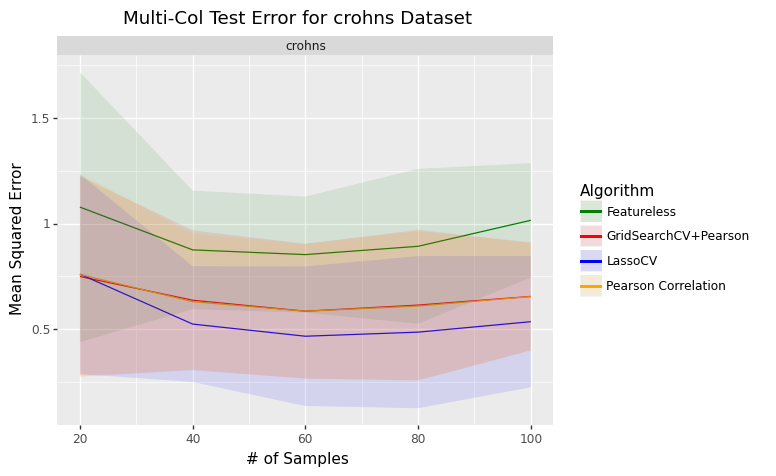 Multi-Col Test Error for crohns Dataset
crohns
Mean Squared Error
1.5
1
0.5
20
40
60
80
100
# of Samples
Algorithm
Featureless
GridSearchCV+Pearson
LassoCV
Pearson Correlation